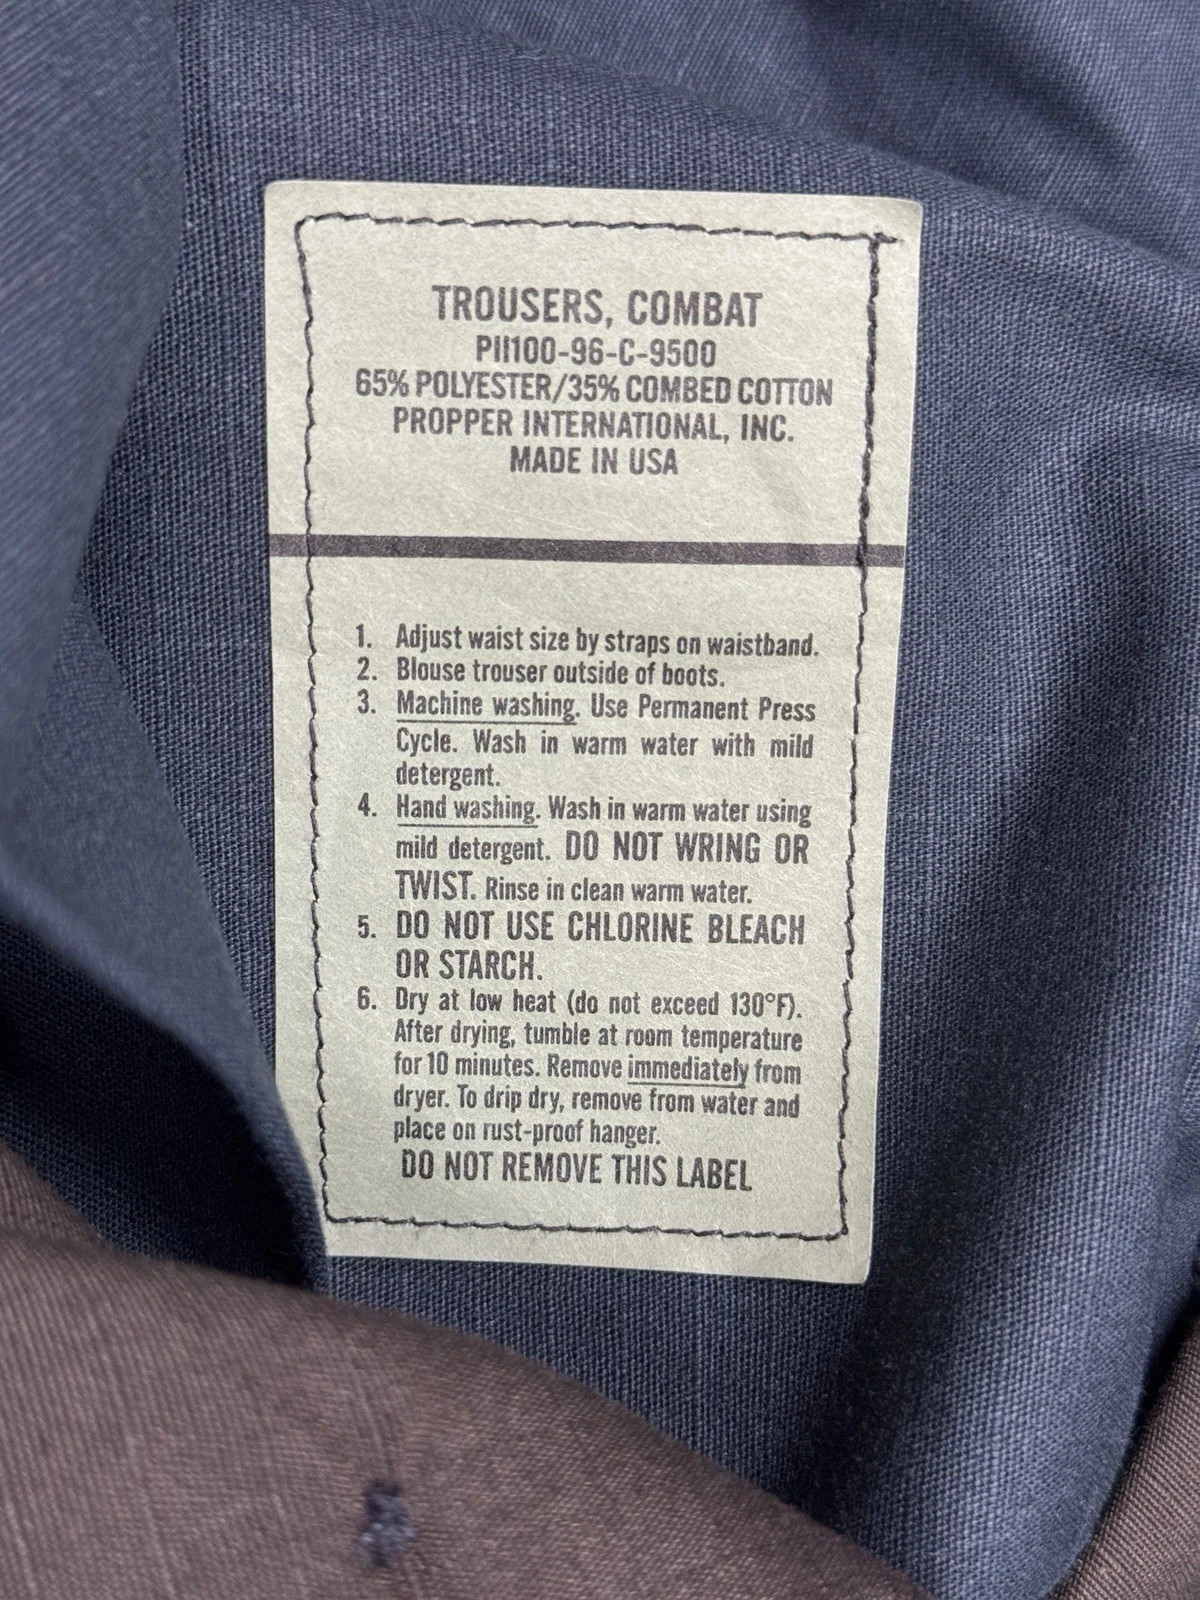 TROUSERS, COMBAT
PII100-96-C-9500
65% POLYESTER/35% COMBED COTTON
PROPPER INTERNATIONAL, INC.
MADE IN USA
1. Adjust waist size by straps on waistband.
2. Blouse trouser outside of boots.
3. Machine washing. Use Permanent Press
Cycle. Wash in warm water with mild
detergent.
4. Hand washing. Wash in warm water using
mild detergent. DO NOT WRING OR
TWIST. Rinse in clean warm water.
5. DO NOT USE CHLORINE BLEACH
OR STARCH.
6. Dry at low heat (do not exceed 130°F).
After drying, tumble at room temperature
for 10 minutes. Remove immediately from
dryer. To drip dry, remove from water and
place on rust-proof hanger.
DO NOT REMOVE THIS LABEL